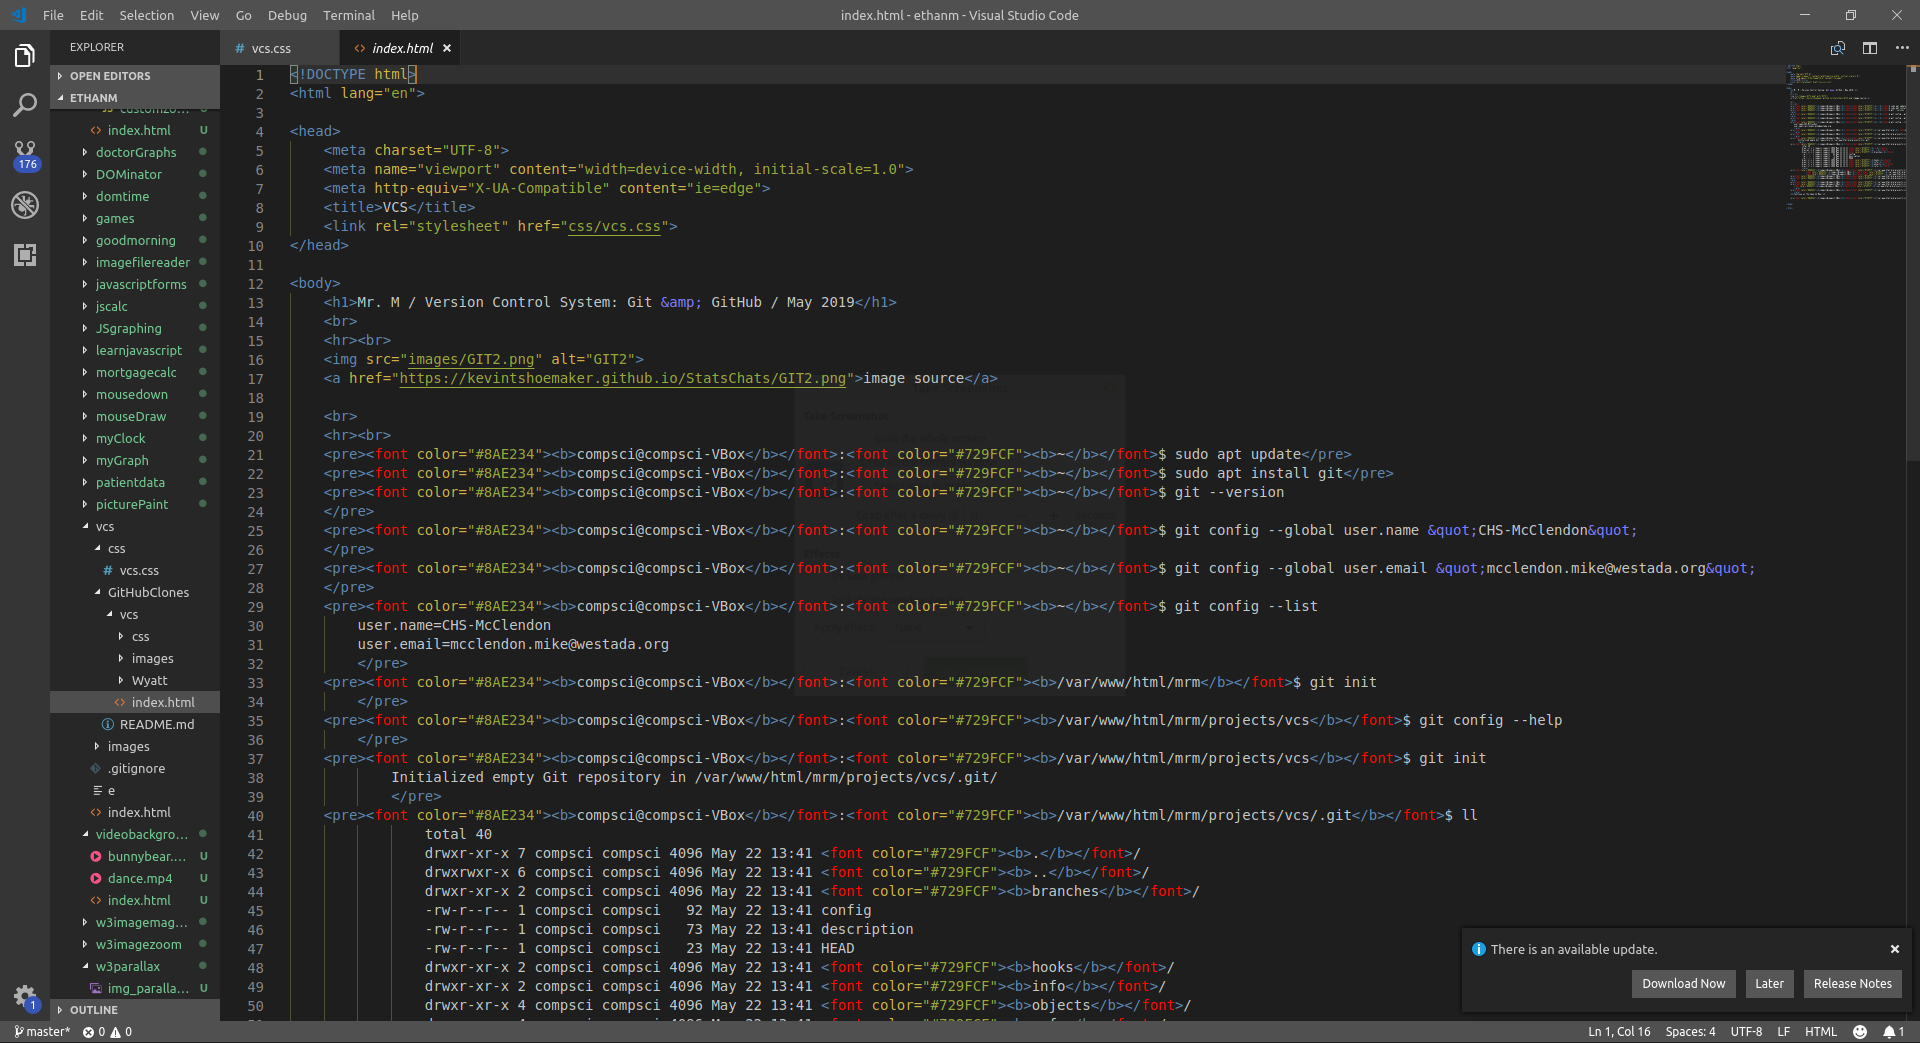 File Edit Selection View Go Debug Terminal Help
index.html - ethanm - Visual Studio Code
EXPLORER
OPEN EDITORS
ETHANM
customzo... U
index.html U
doctorGraphs
DOMinator
domtime
games
goodmorning
imagefilereader
javascriptforms
jscalc
JSgraphing
learnjavascript
mortgagecalc
mousedown
mouseDraw
myClock
myGraph
patientdata
picturePaint
vcs
css
# vcs.css
GitHubClones
vcs
css
images
Wyatt
<> index.html
README.md
images
.gitignore
e
<> index.html
videobackgro...
bunnybear.... U
dance.mp4 U
<> index.html U
w3imagemag...
w3imagezoom
w3parallax
img_paralla... U
OUTLINE
176
1
# vcs.css
<> index.html ×
1 <!DOCTYPE html>
2 <html lang="en">
3
4 <head>
5 <meta charset="UTF-8">
6 <meta name="viewport" content="width=device-width, initial-scale=1.0">
7 <meta http-equiv="X-UA-Compatible" content="ie=edge">
8 <title>VCS</title>
9 <link rel="stylesheet" href="css/vcs.css">
10 </head>
11
12 <body>
13 <h1>Mr. M / Version Control System: Git &amp; GitHub / May 2019</h1>
14 <br>
15 <hr><br>
16 <img src="images/GIT2.png" alt="GIT2">
17 <a href="https://kevintshoemaker.github.io/StatsChats/GIT2.png">image source</a>
18
19 <br>
20 <hr><br>
21 <pre><font color="#8AE234"><b>compsci@compsci-VBox</b></font>:<font color="#729FCF"><b>~</b></font>$ sudo apt update</pre>
22 <pre><font color="#8AE234"><b>compsci@compsci-VBox</b></font>:<font color="#729FCF"><b>~</b></font>$ sudo apt install git</pre>
23 <pre><font color="#8AE234"><b>compsci@compsci-VBox</b></font>:<font color="#729FCF"><b>~</b></font>$ git --version
24 </pre>
25 <pre><font color="#8AE234"><b>compsci@compsci-VBox</b></font>:<font color="#729FCF"><b>~</b></font>$ git config --global user.name &quot;CHS-McClendon&quot;
26 </pre>
27 <pre><font color="#8AE234"><b>compsci@compsci-VBox</b></font>:<font color="#729FCF"><b>~</b></font>$ git config --global user.email &quot;mcclendon.mike@westada.org&quot;
28 </pre>
29 <pre><font color="#8AE234"><b>compsci@compsci-VBox</b></font>:<font color="#729FCF"><b>~</b></font>$ git config --list
30 user.name=CHS-McClendon
31 user.email=mcclendon.mike@westada.org
32 </pre>
33 <pre><font color="#8AE234"><b>compsci@compsci-VBox</b></font>:<font color="#729FCF"><b>/var/www/html/mrm</b></font>$ git init
34 </pre>
35 <pre><font color="#8AE234"><b>compsci@compsci-VBox</b></font>:<font color="#729FCF"><b>/var/www/html/mrm/projects/vcs</b></font>$ git config --help
36 </pre>
37 <pre><font color="#8AE234"><b>compsci@compsci-VBox</b></font>:<font color="#729FCF"><b>/var/www/html/mrm/projects/vcs</b></font>$ git init
38 Initialized empty Git repository in /var/www/html/mrm/projects/vcs/.git/
39 </pre>
40 <pre><font color="#8AE234"><b>compsci@compsci-VBox</b></font>:<font color="#729FCF"><b>/var/www/html/mrm/projects/vcs/.git</b></font>$ ll
41 total 40
42 drwxr-xr-x 7 compsci compsci 4096 May 22 13:41 <font color="#729FCF"><b>.</b></font>/
43 drwxrwxr-x 6 compsci compsci 4096 May 22 13:41 <font color="#729FCF"><b>..</b></font>/
44 drwxr-xr-x 2 compsci compsci 4096 May 22 13:41 <font color="#729FCF"><b>branches</b></font>/
45 -rw-r--r-- 1 compsci compsci 92 May 22 13:41 config
46 -rw-r--r-- 1 compsci compsci 73 May 22 13:41 description
47 -rw-r--r-- 1 compsci compsci 23 May 22 13:41 HEAD
48 drwxr-xr-x 2 compsci compsci 4096 May 22 13:41 <font color="#729FCF"><b>hooks</b></font>/
49 drwxr-xr-x 2 compsci compsci 4096 May 22 13:41 <font color="#729FCF"><b>info</b></font>/
50 drwxr-xr-x 4 compsci compsci 4096 May 22 13:41 <font color="#729FCF"><b>objects</b></font>/
There is an available update.
Download Now Later Release Notes
master* 0 0
Ln 1, Col 16 Spaces: 4 UTF-8 LF HTML 1